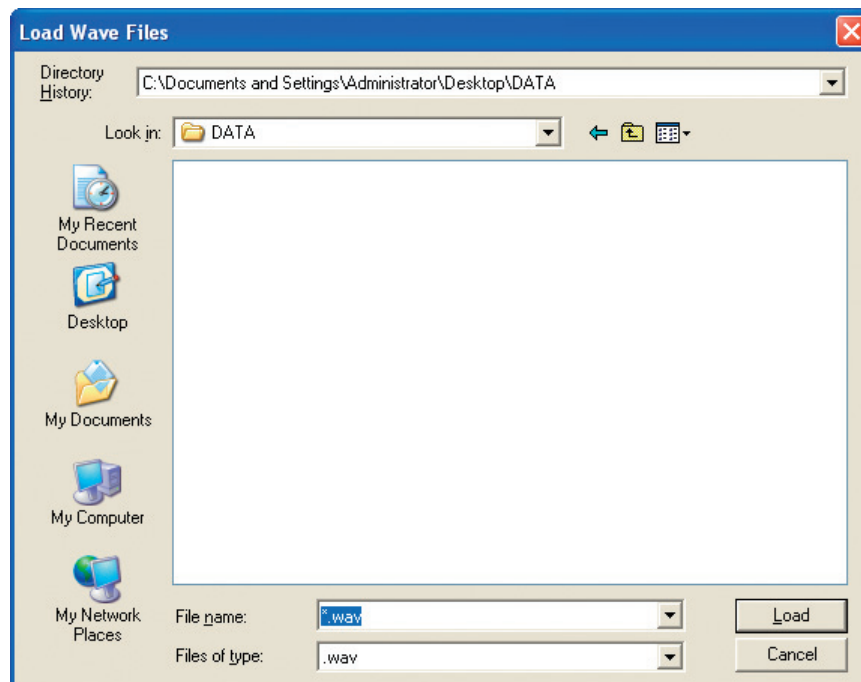 Load Wave Files
Directory
History:
C:\Documents and Settings\Administrator\Desktop\DATA
Look in:
DATA
My Recent
Documents
Desktop
My Documents
My Computer
My Network
Places
File name:
*.wav
Load
Files of type:
.wav
Cancel